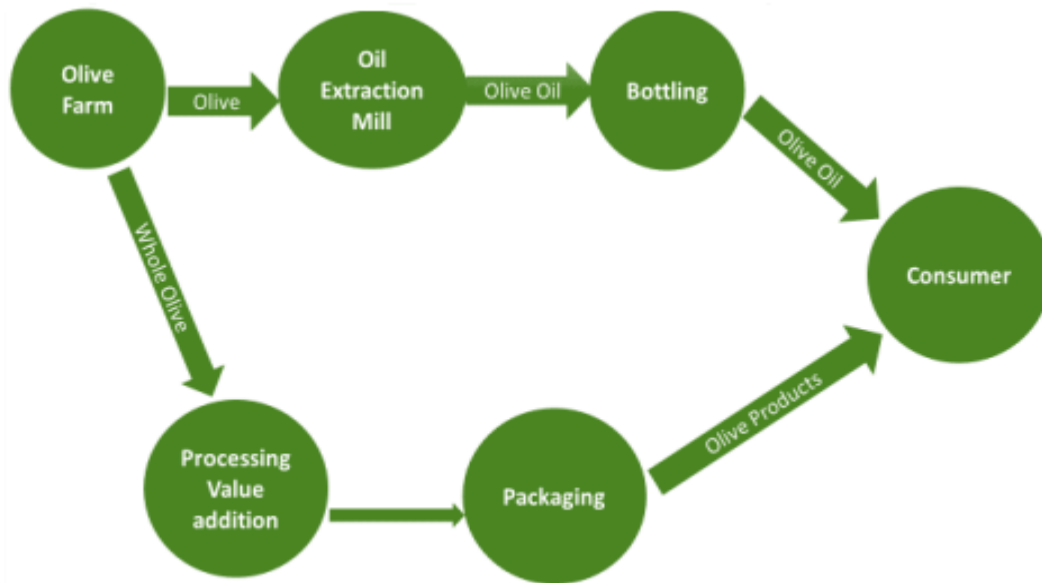 Olive
Farm
Olive
Oil
Extraction
Mill
Olive Oil
Bottling
Olive Oil
Consumer
Whole Olive
Processing
Value
addition
Packaging
Olive Products